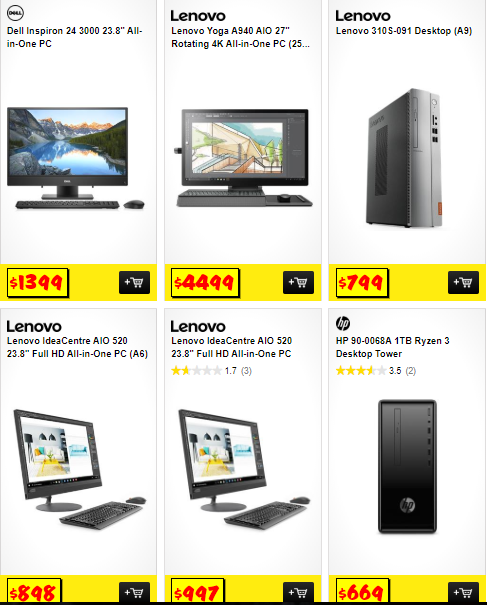 DELL
Lenovo
Lenovo
Dell Inspiron 24 3000 23.8" All-
in-One PC
Lenovo Yoga A940 AIO 27"
Rotating 4K All-in-One PC (25...
Lenovo 310S-091 Desktop (A9)
$1399
$4499
$799
Lenovo
Lenovo
hp
Lenovo IdeaCentre AIO 520
23.8" Full HD All-in-One PC (A6)
Lenovo IdeaCentre AIO 520
23.8" Full HD All-in-One PC
1.7 (3)
HP 90-0068A 1TB Ryzen 3
Desktop Tower
3.5 (2)
hp
$898
$997
$669